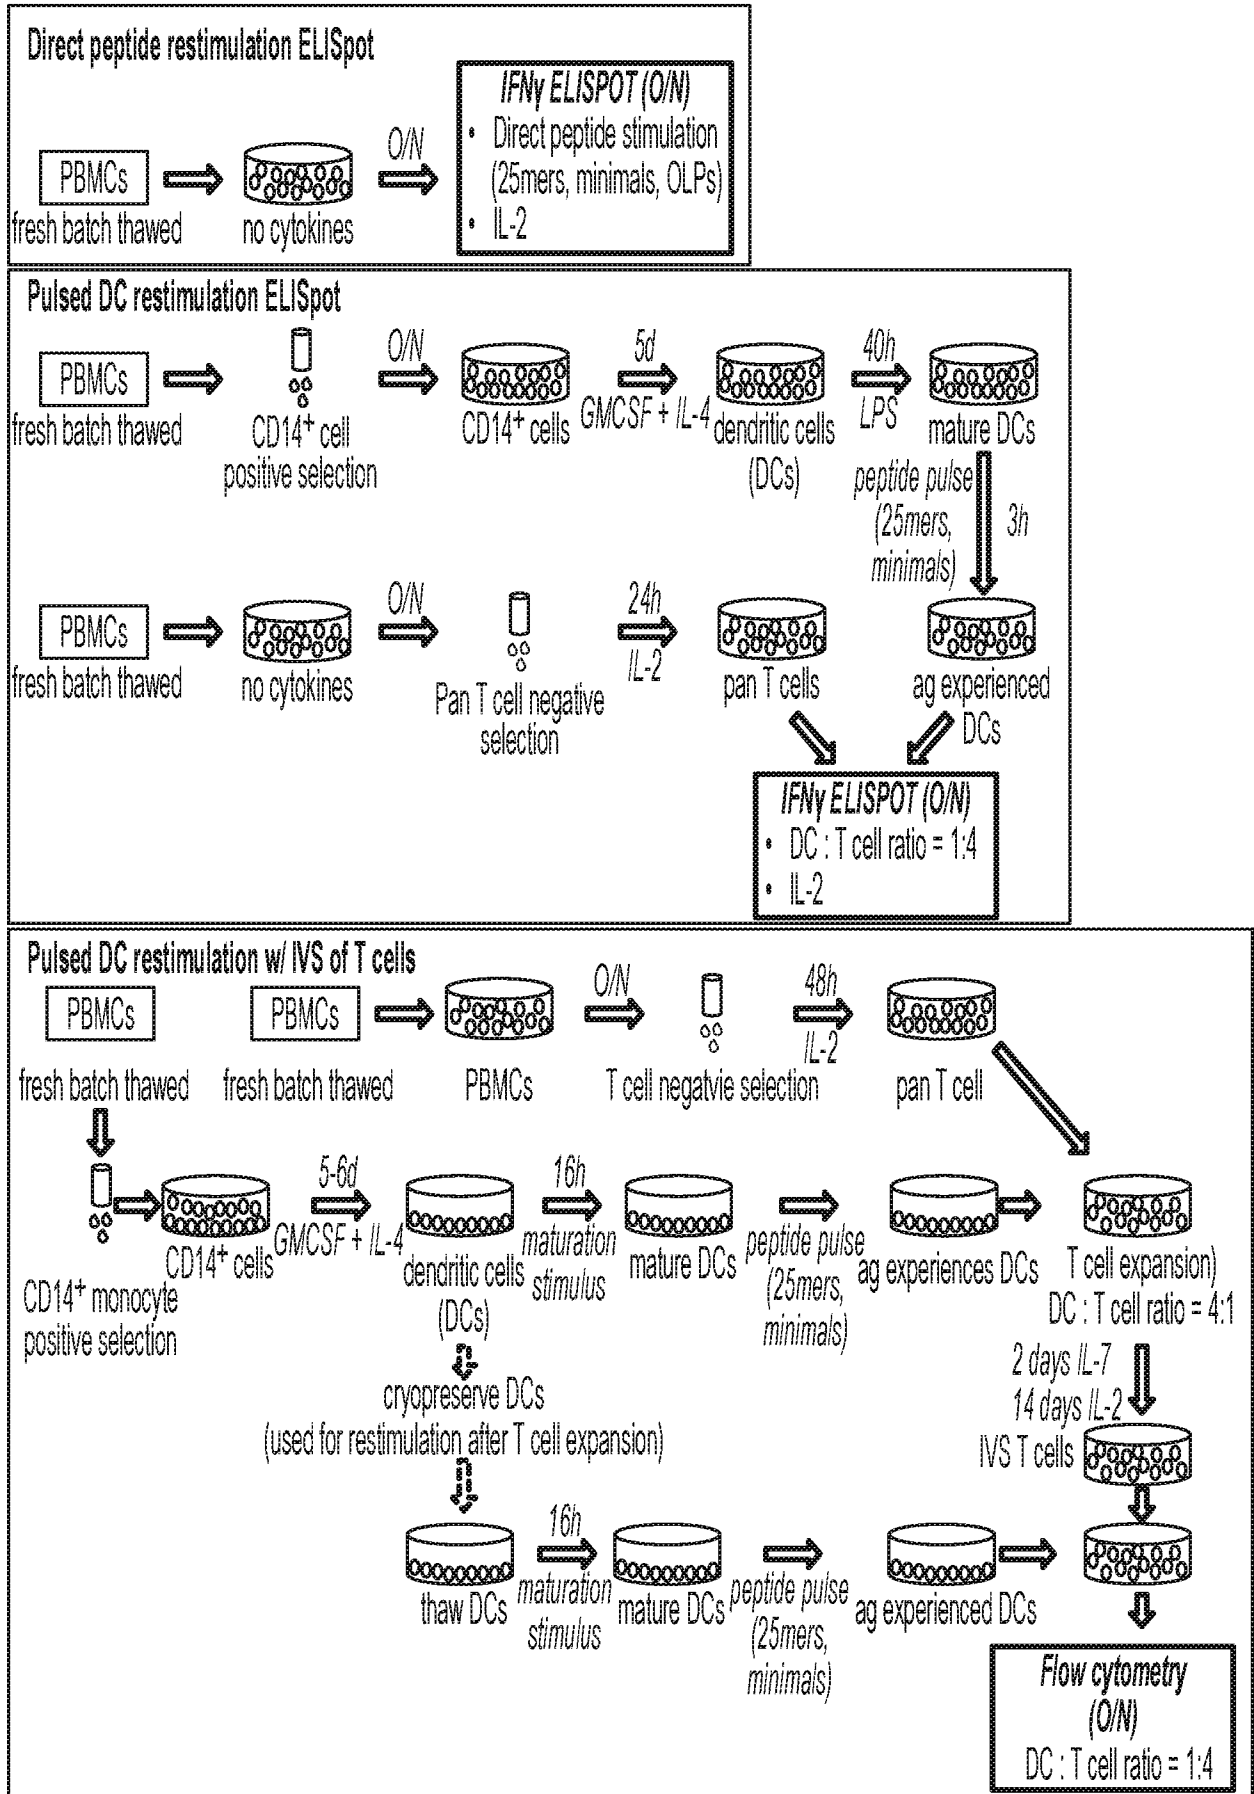 Direct peptide restimulation ELISpot
PBMCs
fresh batch thawed
no cytokines
O/N
IFNγ ELISPOT (O/N)
• Direct peptide stimulation
(25mers, minimals, OLPs)
• IL-2
Pulsed DC restimulation ELISpot
PBMCs
fresh batch thawed
CD14+ cell
positive selection
O/N
CD14+ cells
5d
GMCSF + IL-4
dendritic cells
(DCs)
40h
LPS
mature DCs
peptide pulse
(25mers,
minimals)
3h
PBMCs
fresh batch thawed
no cytokines
O/N
Pan T cell negative
selection
24h
IL-2
pan T cells
ag experienced
DCs
IFNγ ELISPOT (O/N)
• DC : T cell ratio = 1:4
• IL-2
Pulsed DC restimulation w/ IVS of T cells
PBMCs
fresh batch thawed
PBMCs
fresh batch thawed
PBMCs
O/N
T cell negatvie selection
48h
IL-2
pan T cell
CD14+ monocyte
positive selection
CD14+ cells
5-6d
GMCSF + IL-4
dendritic cells
(DCs)
16h
maturation
stimulus
mature DCs
peptide pulse
(25mers,
minimals)
ag experiences DCs
T cell expansion)
DC : T cell ratio = 4:1
2 days IL-7
14 days IL-2
IVS T cells
cryopreserve DCs
(used for restimulation after T cell expansion)
thaw DCs
16h
maturation
stimulus
mature DCs
peptide pulse
(25mers,
minimals)
ag experienced DCs
Flow cytometry
(O/N)
DC : T cell ratio = 1:4